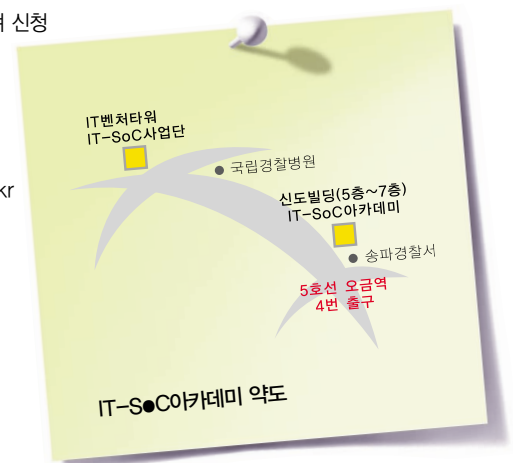 신청
IT벤처타워
IT-SoC사업단
국립경찰병원
kr
신도빌딩(5층~7층)
IT-SoC아카데미
송파경찰서
5호선 오금역
4번 출구
IT-S●C아카데미 약도